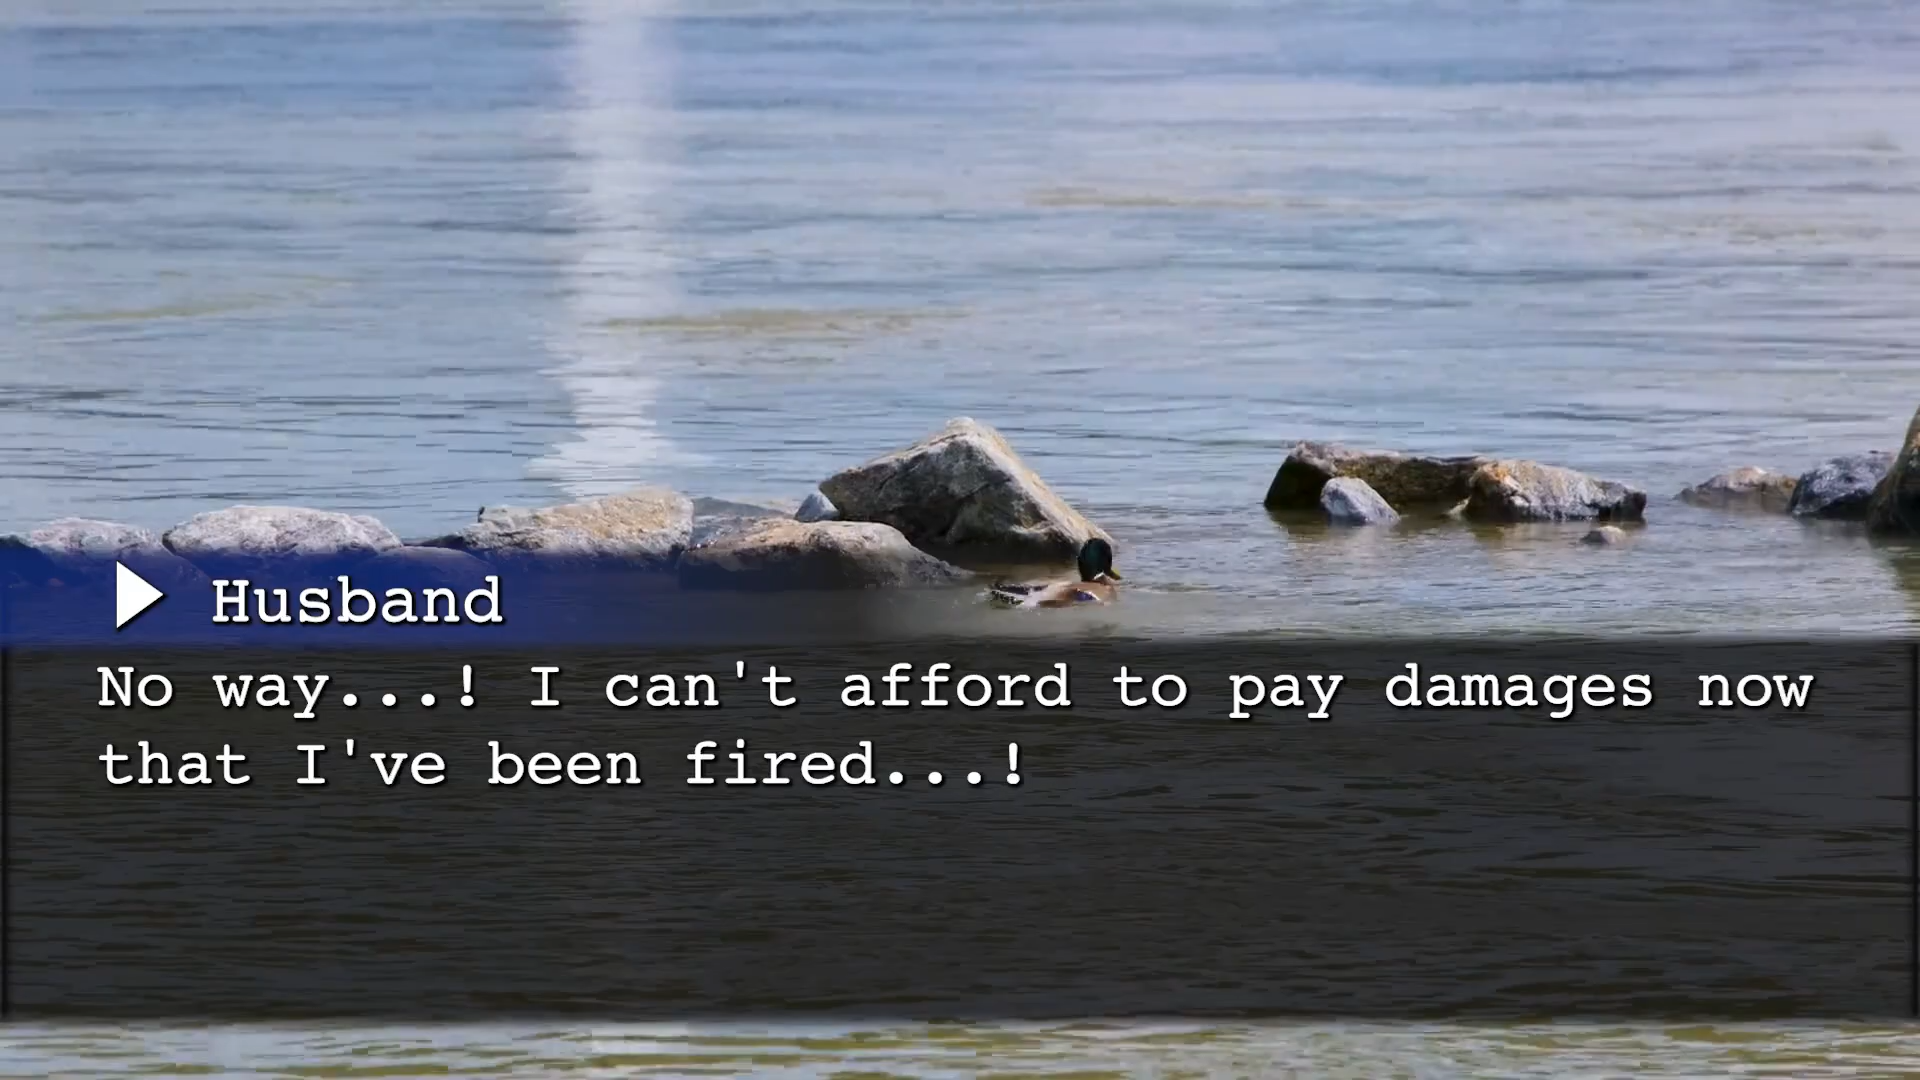 Husband
No way...! I can't afford to pay damages now
that I've been fired...!